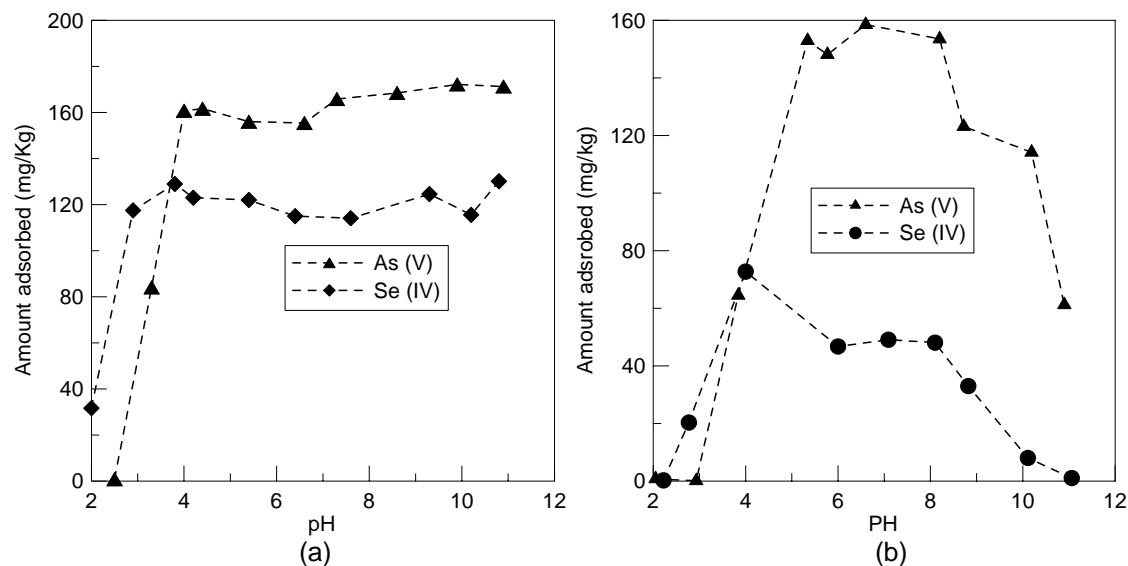 200
160
120
80
40
0
Amount adsorbed (mg/Kg)
As (V)
Se (IV)
2 4 6 8 10 12
pH
(a)
160
120
80
40
0
Amount adsrobed (mg/kg)
As (V)
Se (IV)
2 4 6 8 10 12
PH
(b)